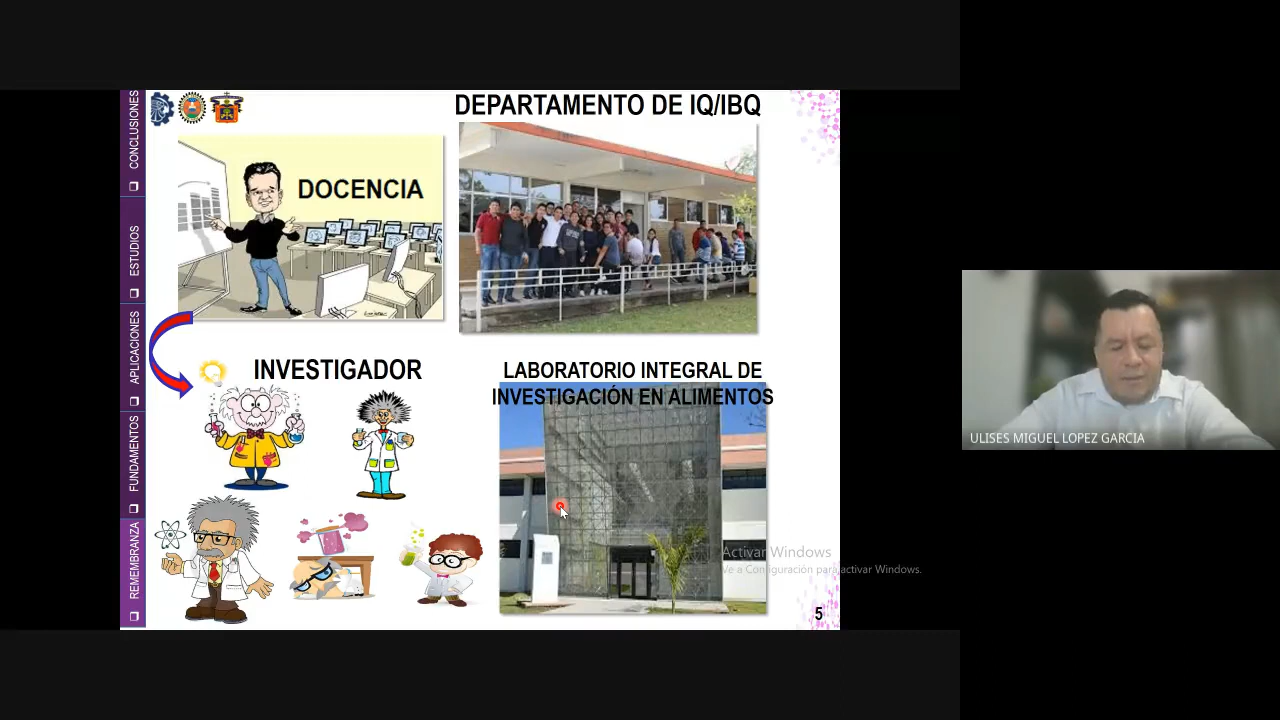 CONCLUSIONES
ESTUDIOS
APLICACIONES
FUNDAMENTOS
REMEMBRANZA
DEPARTAMENTO DE IQ/IBQ
DOCENCIA
INVESTIGADOR
LABORATORIO INTEGRAL DE
INVESTIGACIÓN EN ALIMENTOS
5
Activar Windows
Ve a Configuración para activar Windows.
ULISES MIGUEL LOPEZ GARCIA